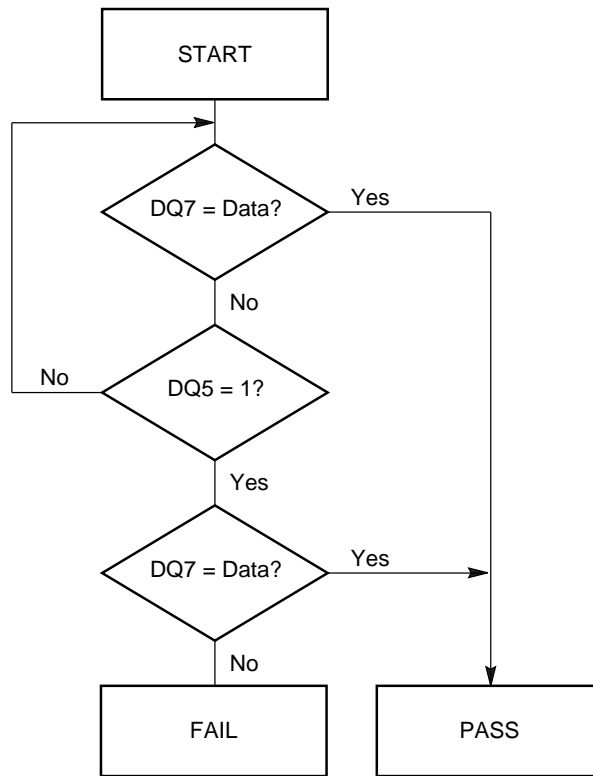 START
DQ7 = Data?
Yes
No
No
DQ5 = 1?
Yes
DQ7 = Data?
Yes
No
FAIL
PASS